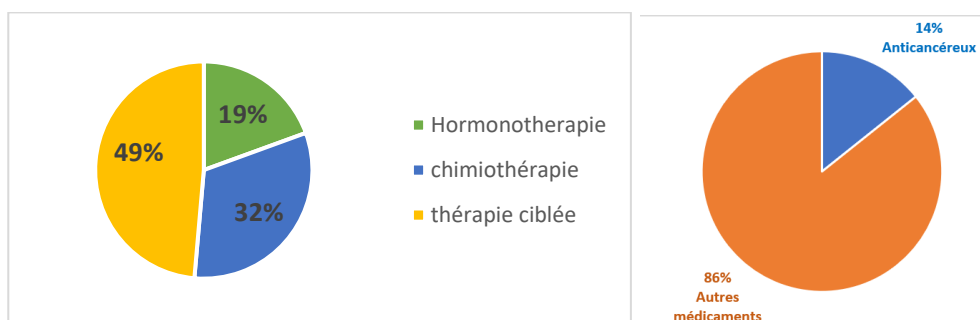 19%
49%
32%
Hormonotherapie
chimiothérapie
thérapie ciblée
14%
Anticancéreux
86%
Autres
médicaments